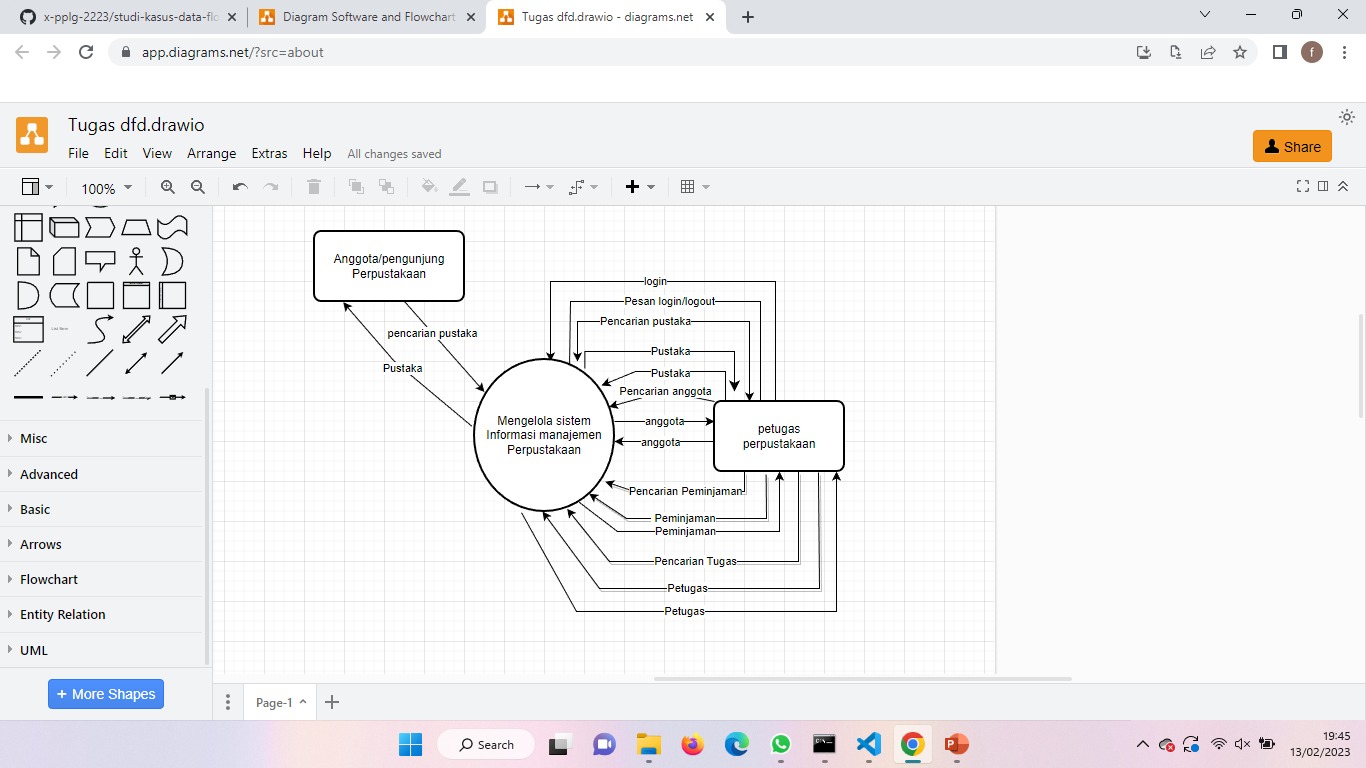 x-pplg-2223/studi-kasus-data-flo
Diagram Software and Flowchart
Tugas dfd.drawio - diagrams.net
app.diagrams.net/?src=about
f
Tugas dfd.drawio
File Edit View Arrange Extras Help All changes saved
Share
100%
List Item
Misc
Advanced
Basic
Arrows
Flowchart
Entity Relation
UML
+ More Shapes
Anggota/pengunjung
Perpustakaan
pencarian pustaka
Pustaka
login
Pesan login/logout
Pencarian pustaka
Pustaka
Pustaka
Pencarian anggota
anggota
anggota
Mengelola sistem
Informasi manajemen
Perpustakaan
petugas
perpustakaan
Pencarian Peminjaman
Peminjaman
Peminjaman
Pencarian Tugas
Petugas
Petugas
Page-1
Search
19:45
13/02/2023